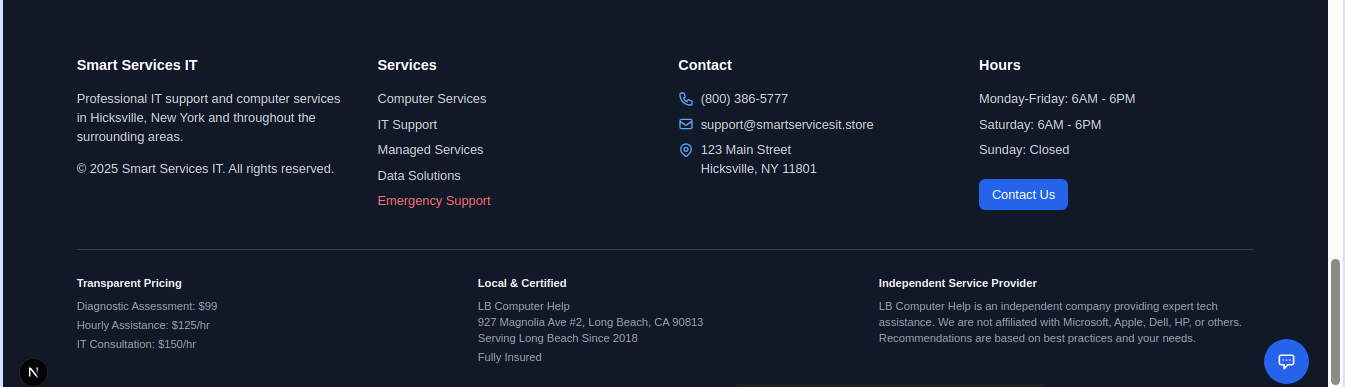 Smart Services IT
Professional IT support and computer services
in Hicksville, New York and throughout the
surrounding areas.
© 2025 Smart Services IT. All rights reserved.
Services
Computer Services
IT Support
Managed Services
Data Solutions
Emergency Support
Contact
(800) 386-5777
support@smartservicesit.store
123 Main Street
Hicksville, NY 11801
Hours
Monday-Friday: 6AM - 6PM
Saturday: 6AM - 6PM
Sunday: Closed
Contact Us
Transparent Pricing
Diagnostic Assessment: $99
Hourly Assistance: $125/hr
IT Consultation: $150/hr
Local & Certified
LB Computer Help
927 Magnolia Ave #2, Long Beach, CA 90813
Serving Long Beach Since 2018
Fully Insured
Independent Service Provider
LB Computer Help is an independent company providing expert tech
assistance. We are not affiliated with Microsoft, Apple, Dell, HP, or others.
Recommendations are based on best practices and your needs.
N